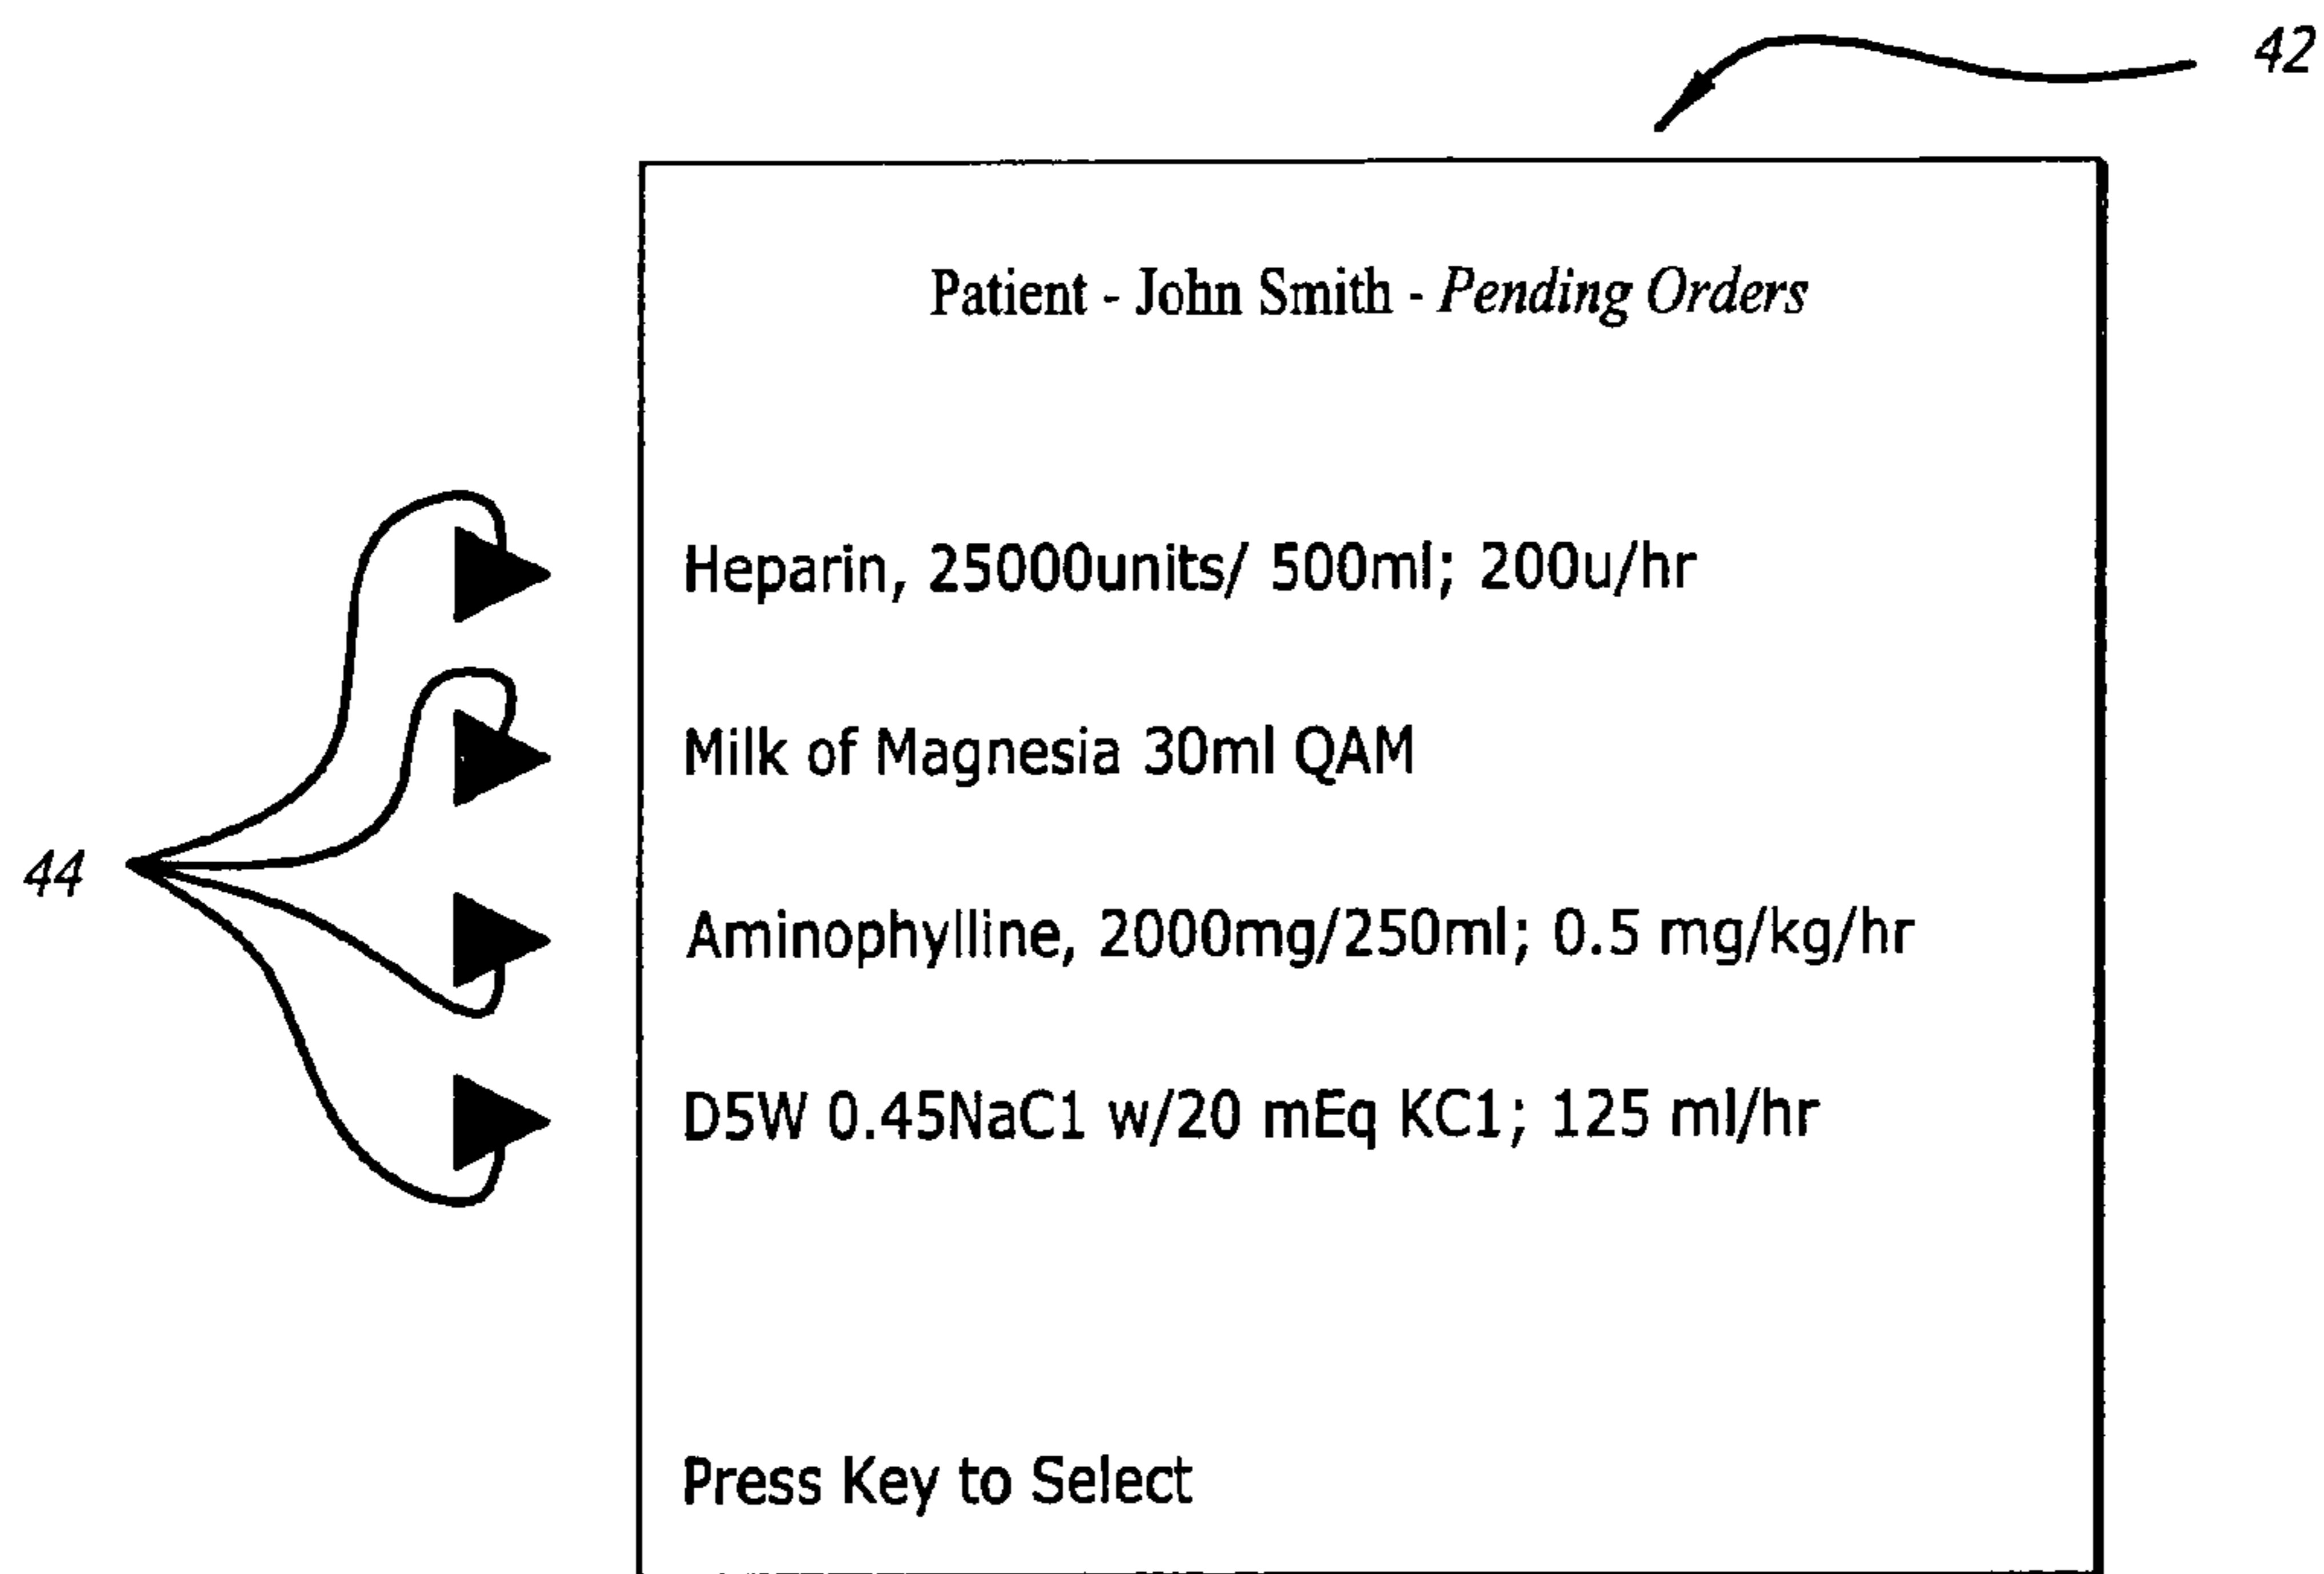 42
Patient - John Smith - Pending Orders
Heparin, 25000units/ 500ml; 200u/hr
Milk of Magnesia 30ml QAM
44
Aminophylline, 2000mg/250ml; 0.5 mg/kg/hr
D5W 0.45NaC1 w/20 mEq KC1; 125 ml/hr
Press Key to Select